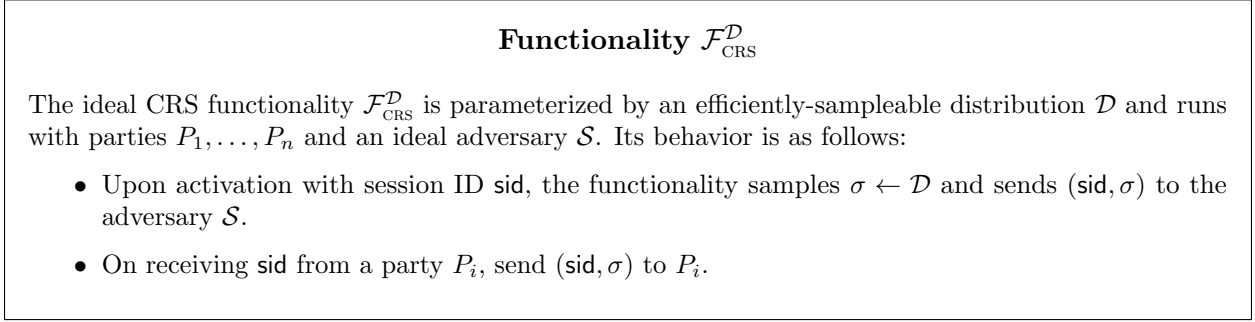 Functionality $\mathcal{F}_{\text{CRS}}^{\mathcal{D}}$
The ideal CRS functionality $\mathcal{F}_{\text{CRS}}^{\mathcal{D}}$ is parameterized by an efficiently-sampleable distribution $\mathcal{D}$ and runs
with parties $P_1, \ldots, P_n$ and an ideal adversary $\mathcal{S}$. Its behavior is as follows:
• Upon activation with session ID sid, the functionality samples $\sigma \leftarrow \mathcal{D}$ and sends (sid, $\sigma$) to the
adversary $\mathcal{S}$.
• On receiving sid from a party $P_i$, send (sid, $\sigma$) to $P_i$.